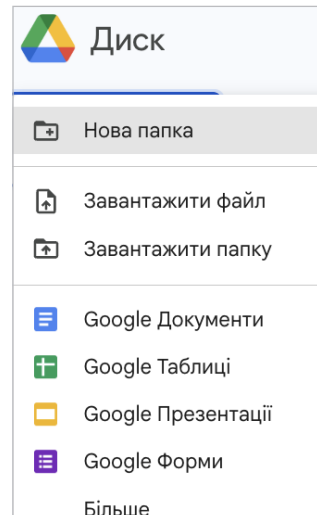 Диск
Нова папка
Завантажити файл
Завантажити папку
Google Документи
Google Таблиці
Google Презентації
Google Форми
Більше